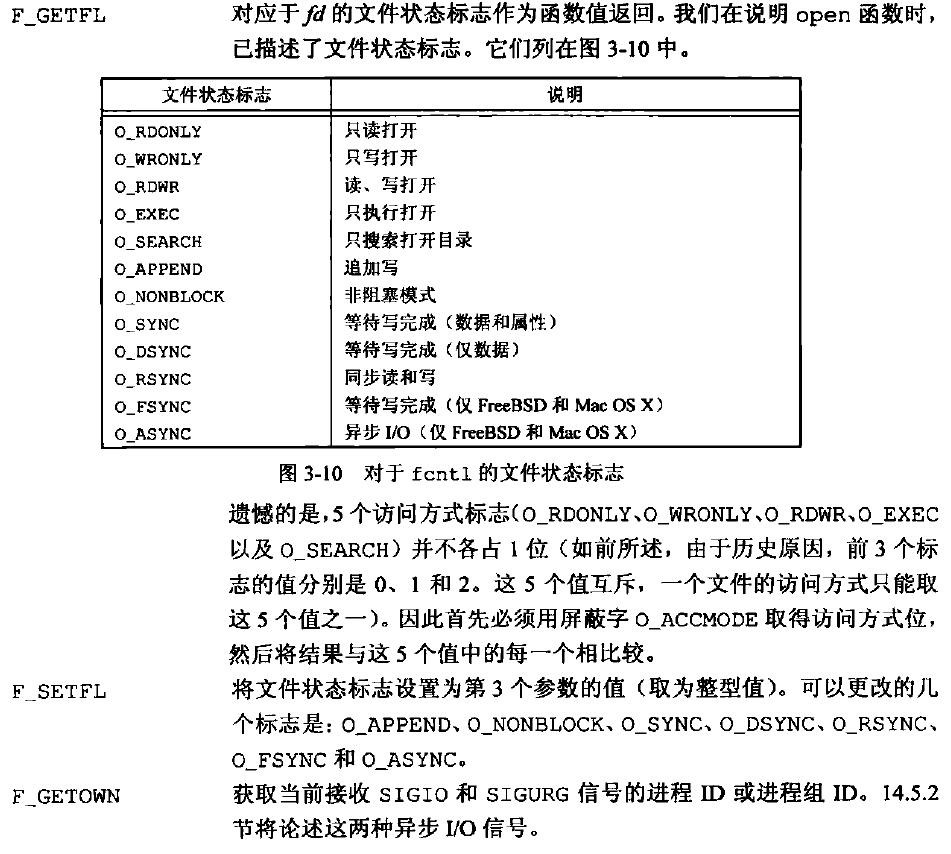 F_GETFL 对应于 fd 的文件状态标志作为函数值返回。我们在说明 open 函数时，
已描述了文件状态标志。它们列在图 3-10 中。
文件状态标志 说明
O_RDONLY 只读打开
O_WRONLY 只写打开
O_RDWR 读、写打开
O_EXEC 只执行打开
O_SEARCH 只搜索打开目录
O_APPEND 追加写
O_NONBLOCK 非阻塞模式
O_SYNC 等待写完成（数据和属性）
O_DSYNC 等待写完成（仅数据）
O_RSYNC 同步读和写
O_FSYNC 等待写完成（仅 FreeBSD 和 Mac OS X）
O_ASYNC 异步 I/O（仅 FreeBSD 和 Mac OS X）
图 3-10 对于 fcntl 的文件状态标志
遗憾的是，5 个访问方式标志（O_RDONLY、O_WRONLY、O_RDWR、O_EXEC
以及 O_SEARCH）并不各占 1 位（如前所述，由于历史原因，前 3 个标
志的值分别是 0、1 和 2。这 5 个值互斥，一个文件的访问方式只能取
这 5 个值之一）。因此首先必须用屏蔽字 O_ACCMODE 取得访问方式位，
然后将结果与这 5 个值中的每一个相比较。
F_SETFL 将文件状态标志设置为第 3 个参数的值（取为整型值）。可以更改的几
个标志是：O_APPEND、O_NONBLOCK、O_SYNC、O_DSYNC、O_RSYNC、
O_FSYNC 和 O_ASYNC。
F_GETOWN 获取当前接收 SIGIO 和 SIGURG 信号的进程 ID 或进程组 ID。14.5.2
节将论述这两种异步 I/O 信号。